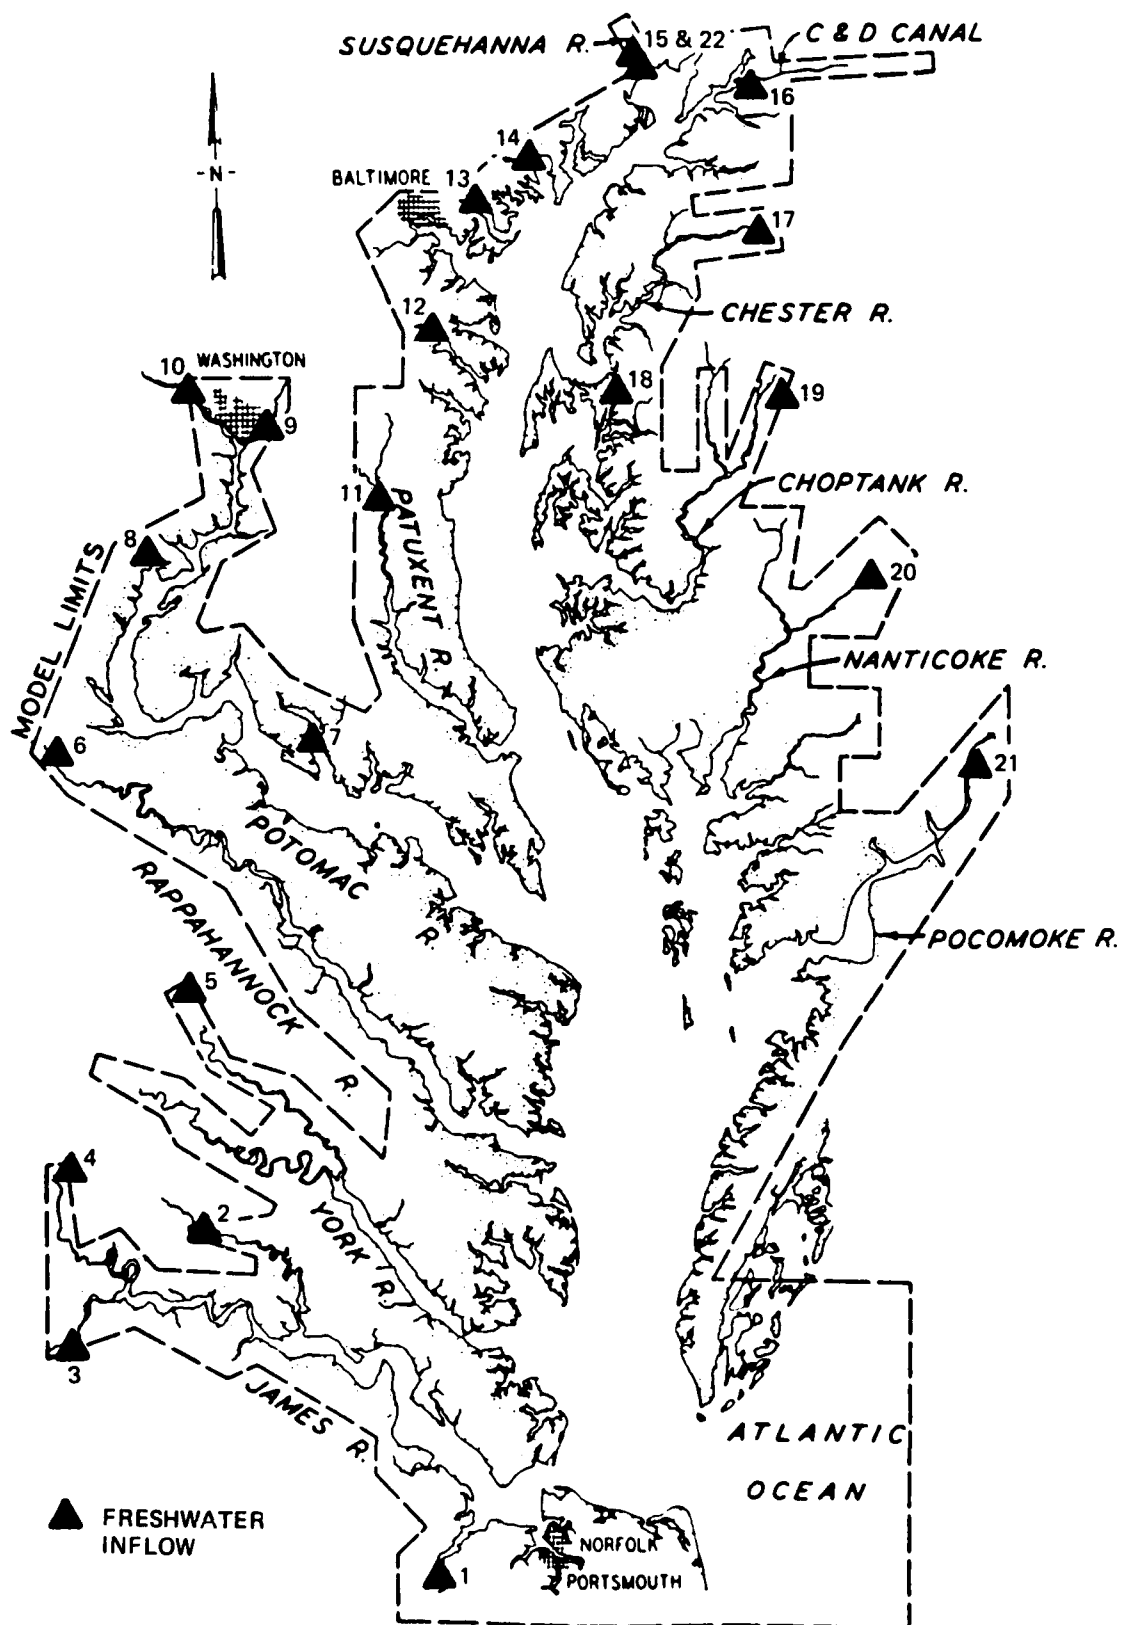 SUSQUEHANNA R.
15 & 22
C & D CANAL
16
14
-N-
BALTIMORE
13
17
12
CHESTER R.
10
WASHINGTON
18
19
9
11
CHOPTANK R.
PATUXENT R.
8
20
MODEL LIMITS
NANTICOKE R.
6
7
21
POTOMAC R.
RAPPAHANNOCK R.
POCOMOKE R.
5
4
2
YORK R.
3
JAMES R.
ATLANTIC
OCEAN
FRESHWATER
INFLOW
NORFOLK
1
PORTSMOUTH